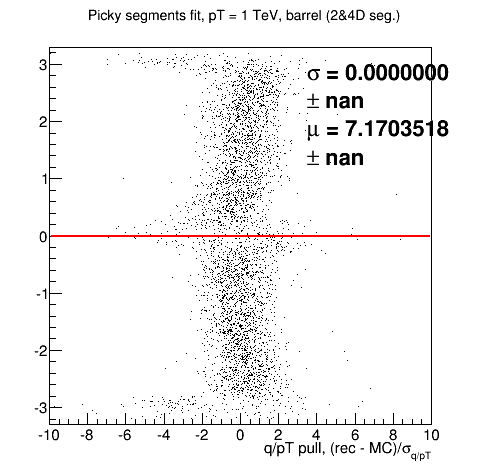 Picky segments fit, pT = 1 TeV, barrel (2&4D seg.)
σ = 0.0000000
± nan
μ = 7.1703518
± nan
3
2
1
0
-1
-2
-3
-10 -8 -6 -4 -2 0 2 4 6 8 10
q/pT pull, (rec - MC)/σq/pT